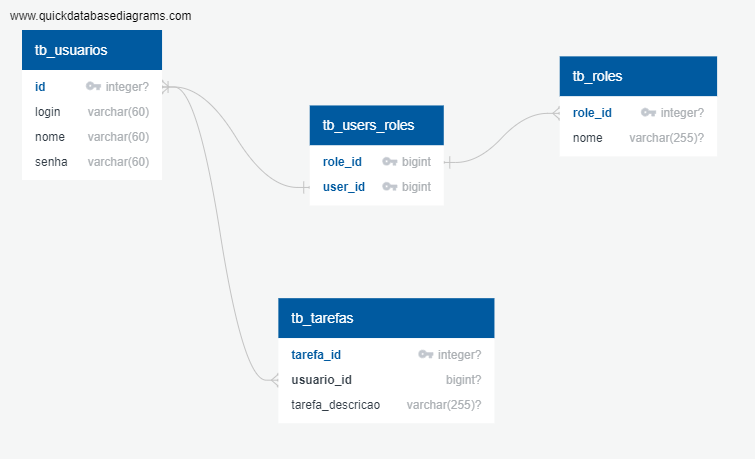 www.quickdatabasediagrams.com
tb_usuarios
id integer?
login varchar(60)
nome varchar(60)
senha varchar(60)
tb_users_roles
role_id bigint
user_id bigint
tb_roles
role_id integer?
nome varchar(255)?
tb_tarefas
tarefa_id integer?
usuario_id bigint?
tarefa_descricao varchar(255)?